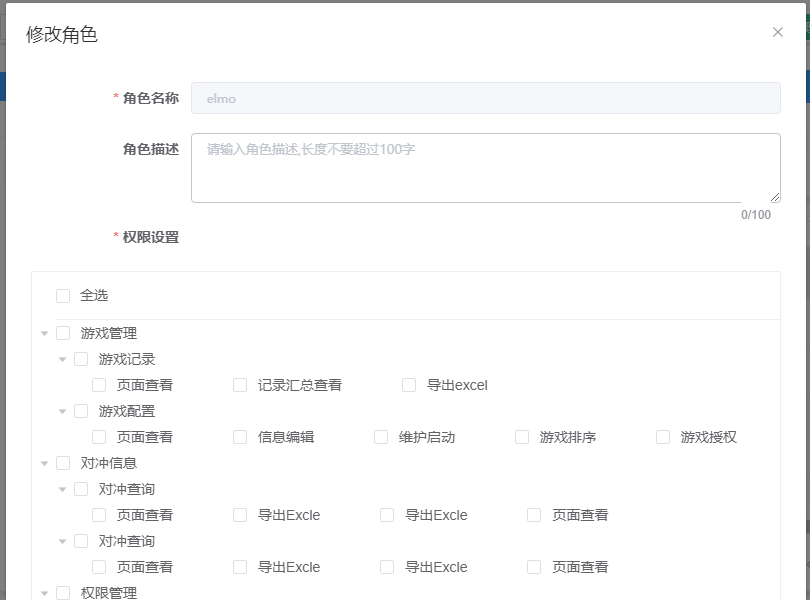 修改角色
* 角色名称 elmo
角色描述 请输入角色描述,长度不要超过100字
0/100
* 权限设置
全选
游戏管理
游戏记录
页面查看 记录汇总查看 导出excel
游戏配置
页面查看 信息编辑 维护启动 游戏排序 游戏授权
对冲信息
对冲查询
页面查看 导出Excle 导出Excle 页面查看
对冲查询
页面查看 导出Excle 导出Excle 页面查看
权限管理